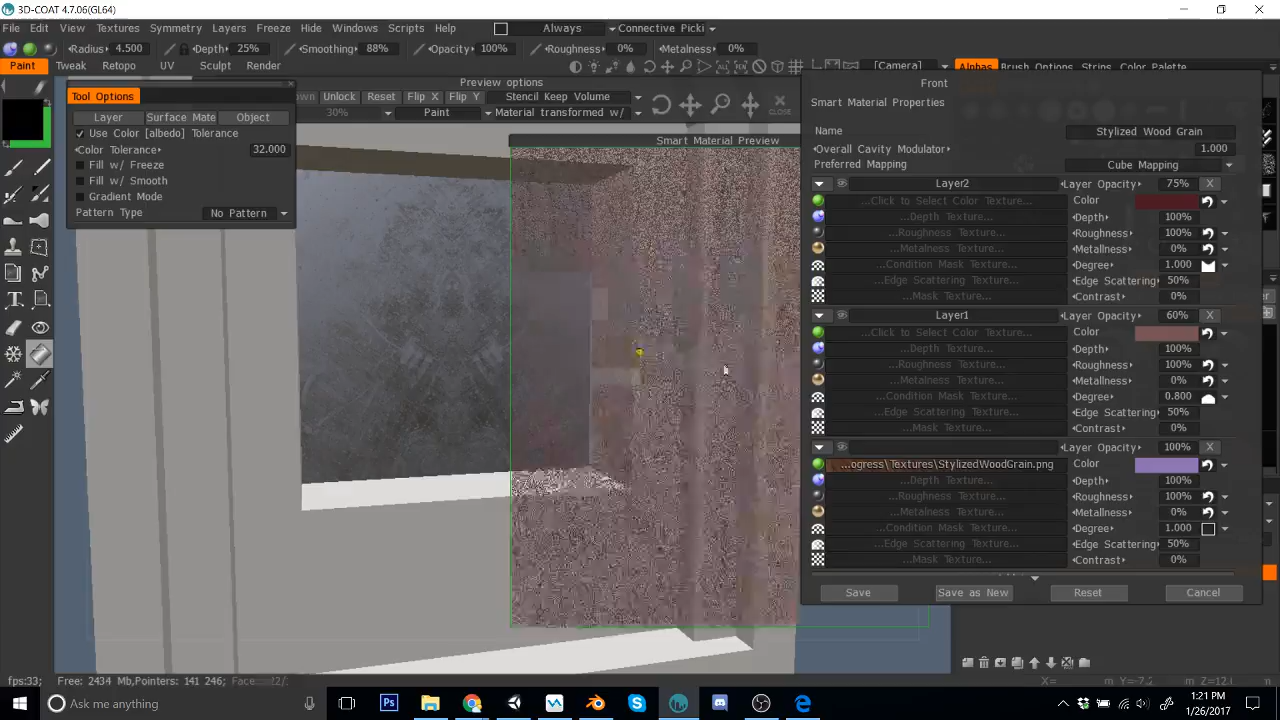 3D-COAT 4.7.06(GL64)
File Edit View Textures Symmetry Layers Freeze Hide Windows Scripts Help Always Connective Picki
Radius 4.500 Depth 25% Smoothing 88% Opacity 100% Roughness 0% Metalness 0%
Paint Tweak Retopo UV Sculpt Render [Camera] Alphas Brush Options Strips Color Palette
Preview options
Unlock Reset Flip X Flip Y Stencil Keep Volume
30% Paint Material transformed w/ CLOSE
Tool Options
Layer Surface Mate Object
Use Color [albedo] Tolerance
Color Tolerance 32.000
Fill w/ Freeze
Fill w/ Smooth
Gradient Mode
Pattern Type No Pattern
Smart Material Preview
Front
Smart Material Properties
Name Stylized Wood Grain
Overall Cavity Modulator 1.000
Preferred Mapping Cube Mapping
Layer2 Layer Opacity 75% X
...Click to Select Color Texture... Color
...Depth Texture... Depth 100%
...Roughness Texture... Roughness 100%
...Metalness Texture... Metallness 0%
...Condition Mask Texture... Degree 1.000
...Edge Scattering Texture... Edge Scattering 50%
...Mask Texture... Contrast 0%
Layer1 Layer Opacity 60% X
...Click to Select Color Texture... Color
...Depth Texture... Depth 100%
...Roughness Texture... Roughness 100%
...Metalness Texture... Metallness 0%
...Condition Mask Texture... Degree 0.800
...Edge Scattering Texture... Edge Scattering 50%
...Mask Texture... Contrast 0%
Layer Opacity 100% X
...ogress\Textures\StylizedWoodGrain.png Color
...Depth Texture... Depth 100%
...Roughness Texture... Roughness 100%
...Metalness Texture... Metallness 0%
...Condition Mask Texture... Degree 1.000
...Edge Scattering Texture... Edge Scattering 50%
...Mask Texture... Contrast 0%
Save Save as New Reset Cancel
fps:33; Free: 2434 Mb,Pointers: 141 246;
Ask me anything
1:21 PM
1/26/2017